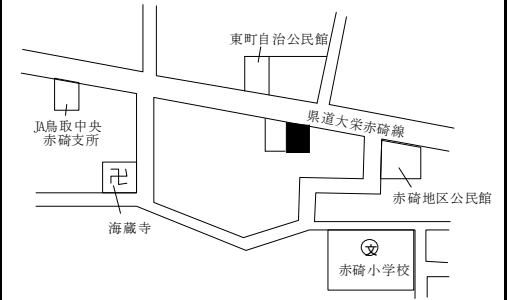 東町自治公民館
県道大栄赤碕線
JA鳥取中央
赤碕支所
赤碕地区公民館
卍
海蔵寺
文
赤碕小学校